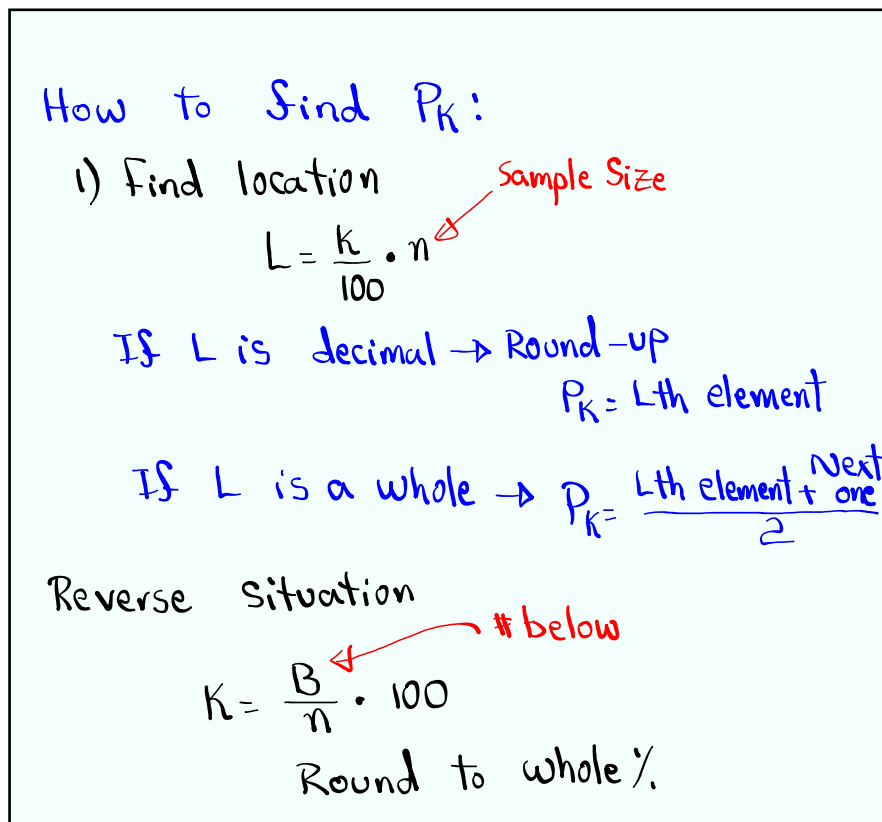 How to find PK:
1) Find location
Sample Size
L = k/100 • n
If L is decimal → Round-up
PK = Lth element
If L is a whole → PK = (Lth element + Next one)/2
Reverse situation
# below
K = B/n • 100
Round to whole %